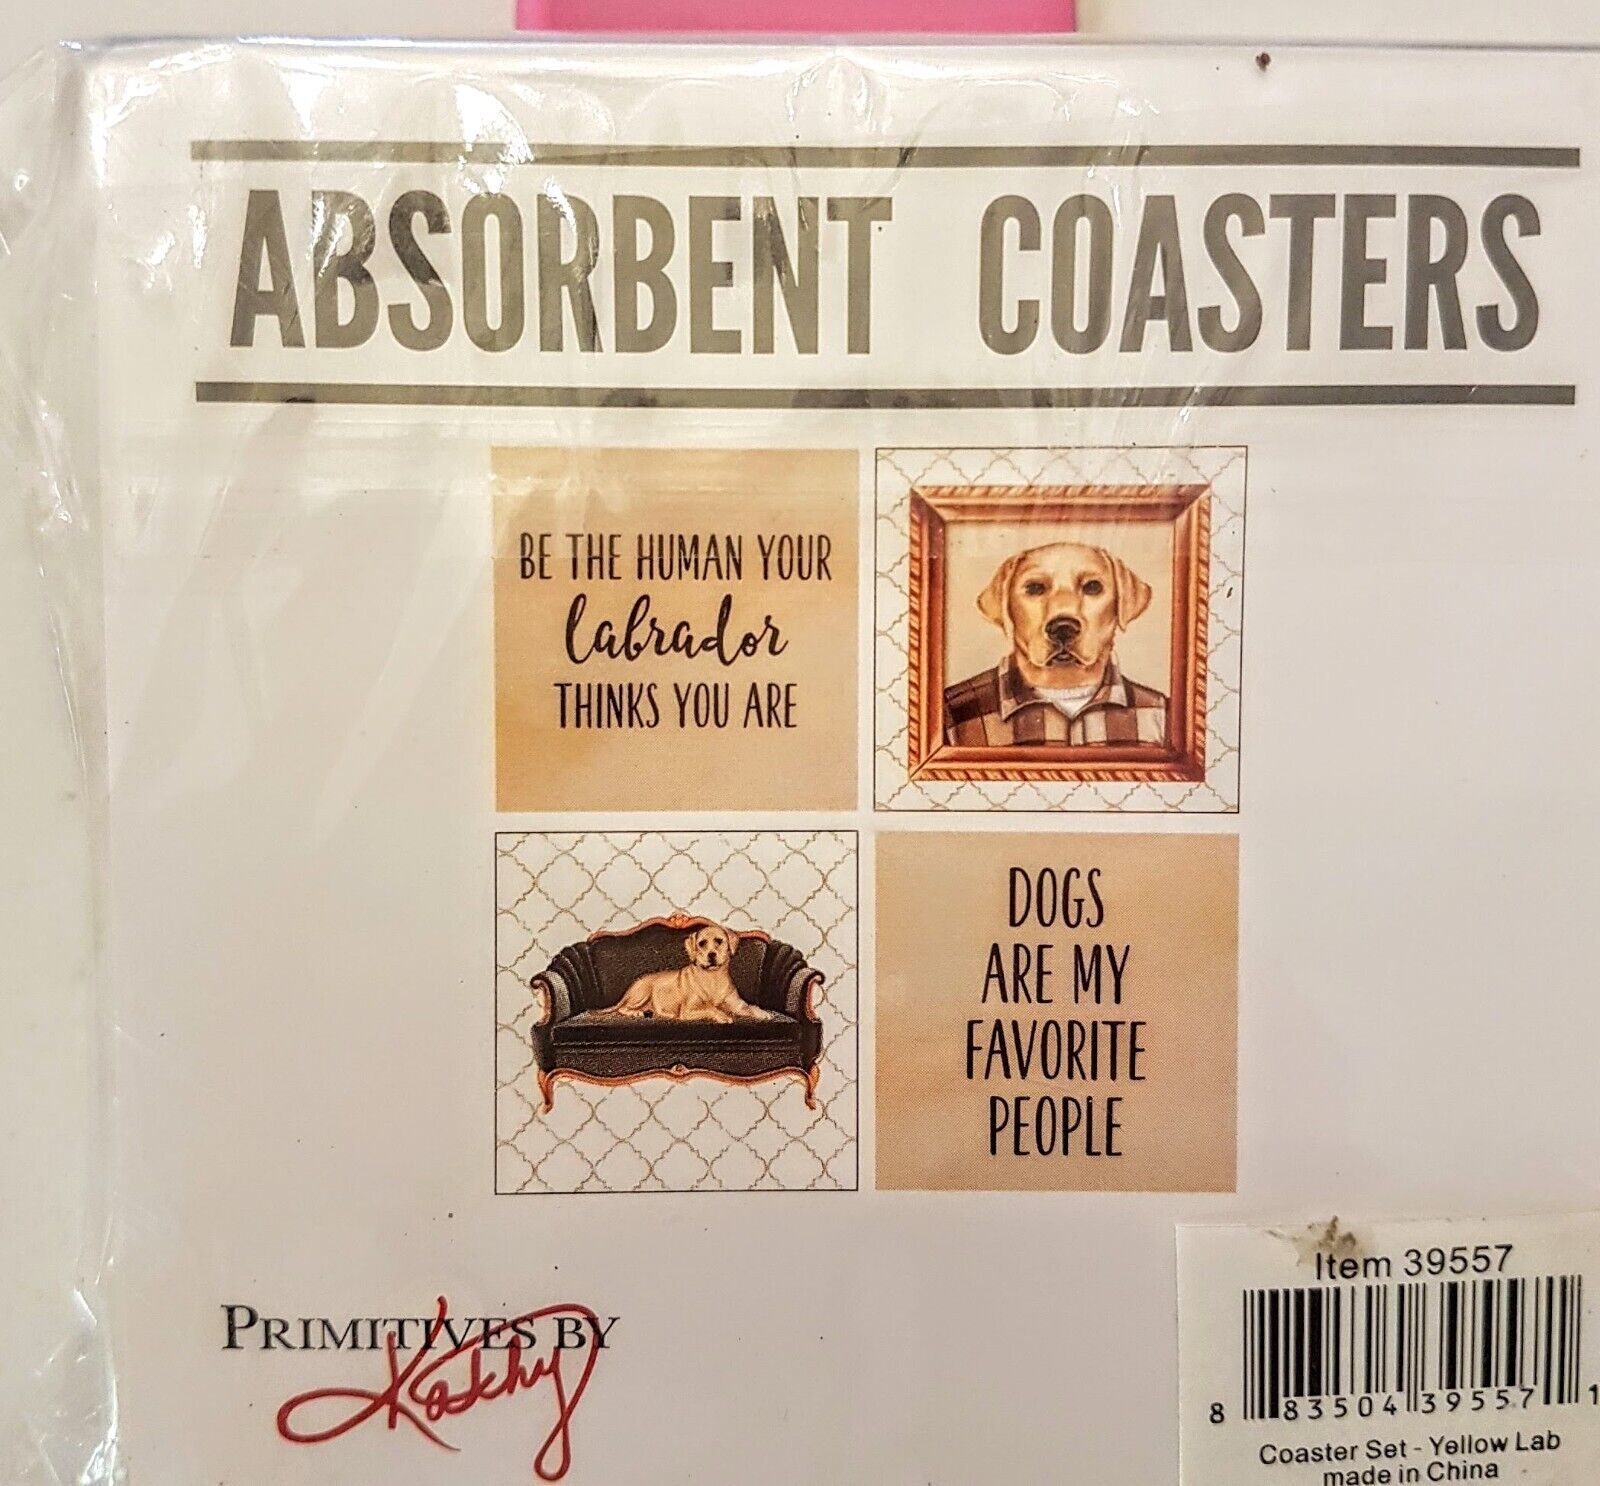 ABSORBENT COASTERS
BE THE HUMAN YOUR
labrador
THINKS YOU ARE
DOGS
ARE MY
FAVORITE
PEOPLE
PRIMITIVES BY
Kathy
Item 39557
8 83504 39557 1
Coaster Set - Yellow Lab
made in China